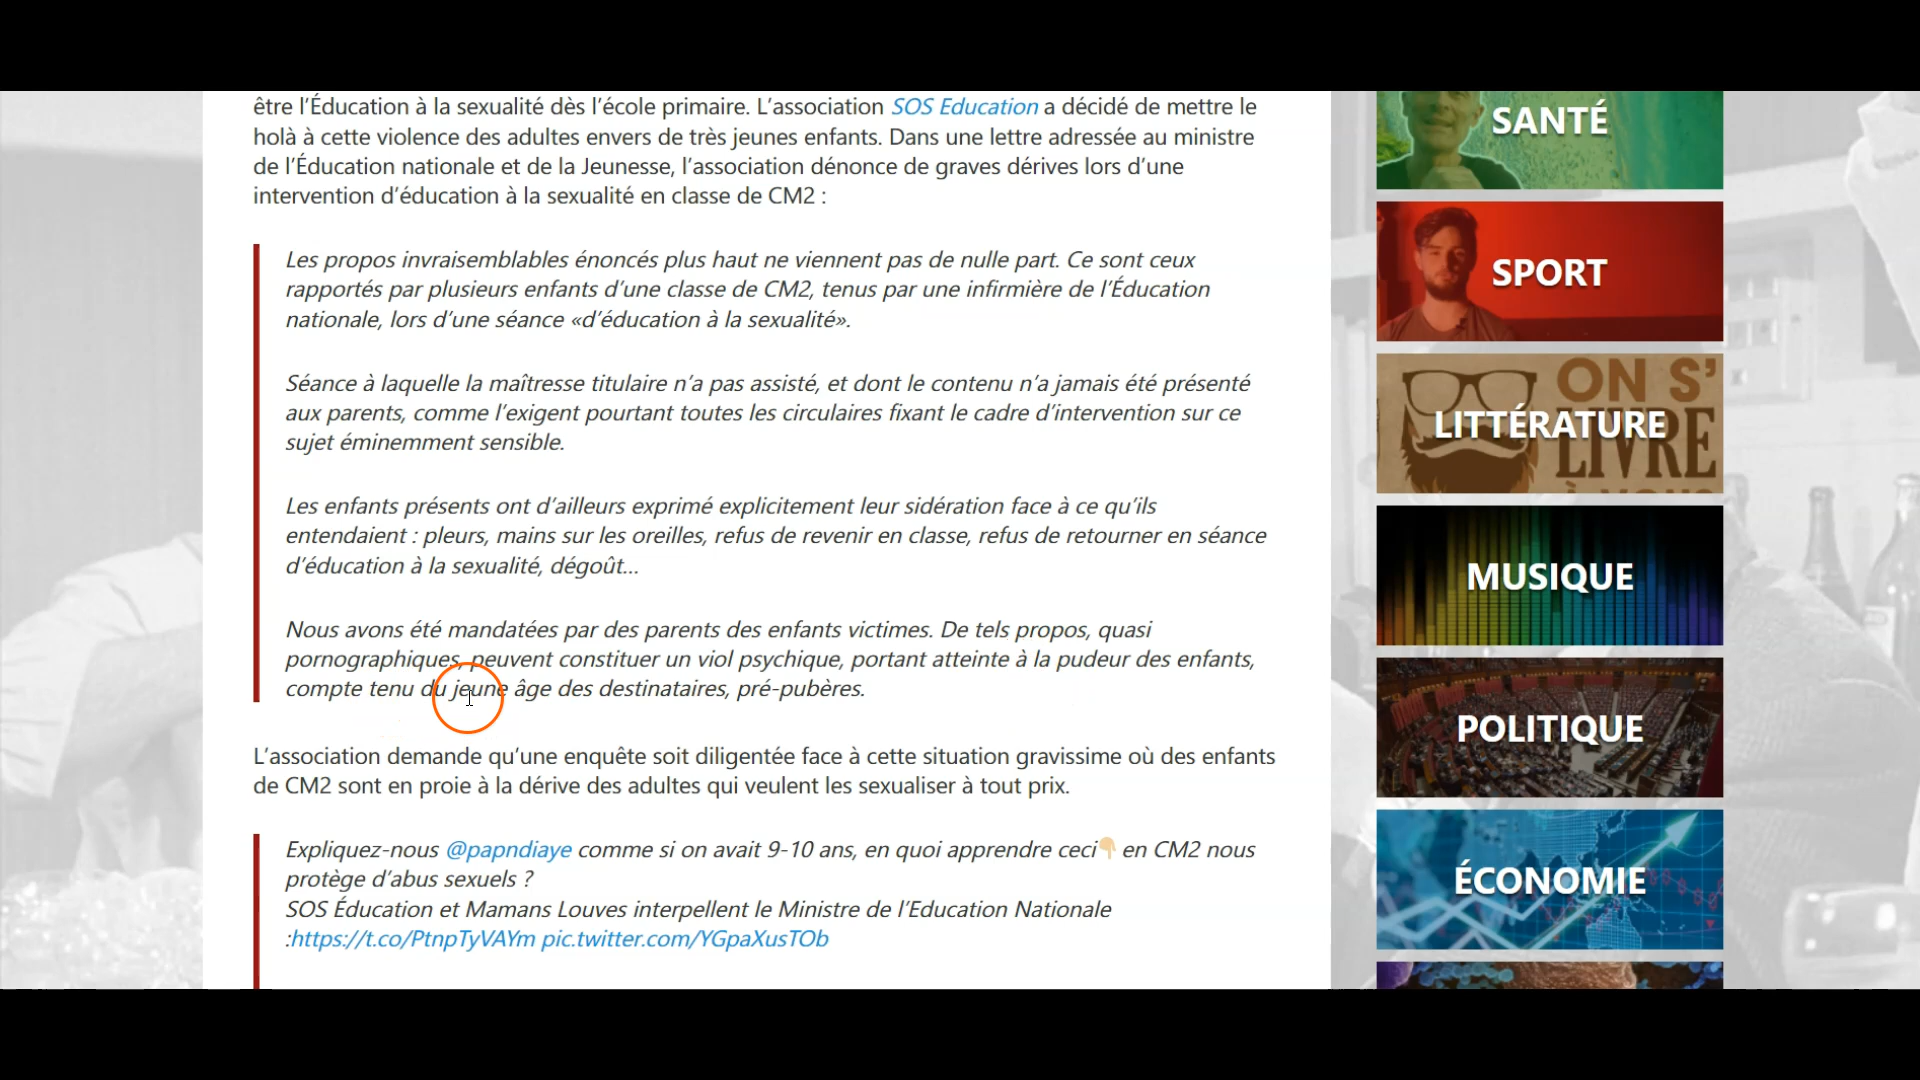 être l’Éducation à la sexualité dès l’école primaire. L’association SOS Education a décidé de mettre le
holà à cette violence des adultes envers de très jeunes enfants. Dans une lettre adressée au ministre
de l’Éducation nationale et de la Jeunesse, l’association dénonce de graves dérives lors d’une
intervention d’éducation à la sexualité en classe de CM2 :
Les propos invraisemblables énoncés plus haut ne viennent pas de nulle part. Ce sont ceux
rapportés par plusieurs enfants d’une classe de CM2, tenus par une infirmière de l’Éducation
nationale, lors d’une séance «d’éducation à la sexualité».
Séance à laquelle la maîtresse titulaire n’a pas assisté, et dont le contenu n’a jamais été présenté
aux parents, comme l’exigent pourtant toutes les circulaires fixant le cadre d’intervention sur ce
sujet éminemment sensible.
Les enfants présents ont d’ailleurs exprimé explicitement leur sidération face à ce qu’ils
entendaient : pleurs, mains sur les oreilles, refus de revenir en classe, refus de retourner en séance
d’éducation à la sexualité, dégoût…
Nous avons été mandatées par des parents des enfants victimes. De tels propos, quasi
pornographiques, peuvent constituer un viol psychique, portant atteinte à la pudeur des enfants,
compte tenu du jeune âge des destinataires, pré-pubères.
L’association demande qu’une enquête soit diligentée face à cette situation gravissime où des enfants
de CM2 sont en proie à la dérive des adultes qui veulent les sexualiser à tout prix.
Expliquez-nous @papndiaye comme si on avait 9-10 ans, en quoi apprendre ceci👇 en CM2 nous
protège d’abus sexuels ?
SOS Éducation et Mamans Louves interpellent le Ministre de l’Education Nationale
:https://t.co/PtnpTyVAYm pic.twitter.com/YGpaXusTOb
SANTÉ
SPORT
ON S’
LIVRE
LITTÉRATURE
MUSIQUE
POLITIQUE
ÉCONOMIE